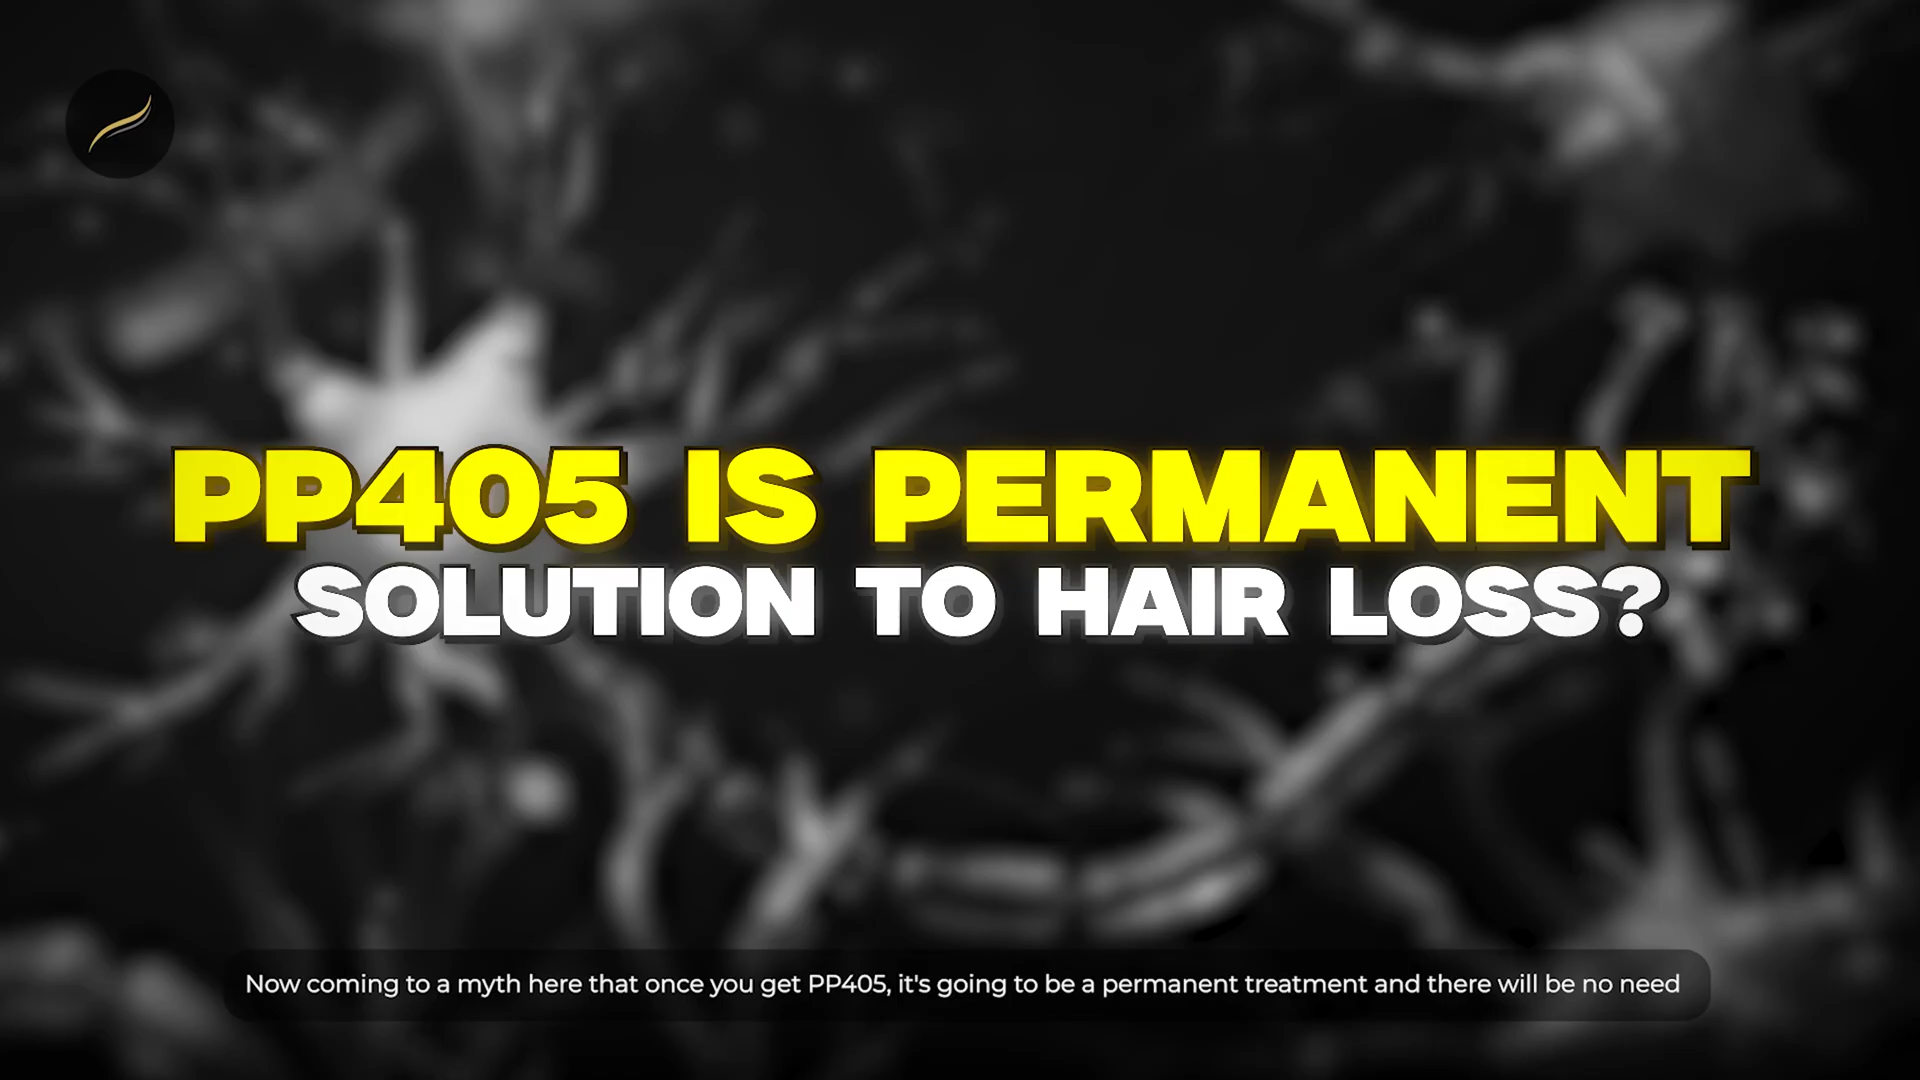 PP405 IS PERMANENT
SOLUTION TO HAIR LOSS?
Now coming to a myth here that once you get PP405, it's going to be a permanent treatment and there will be no need